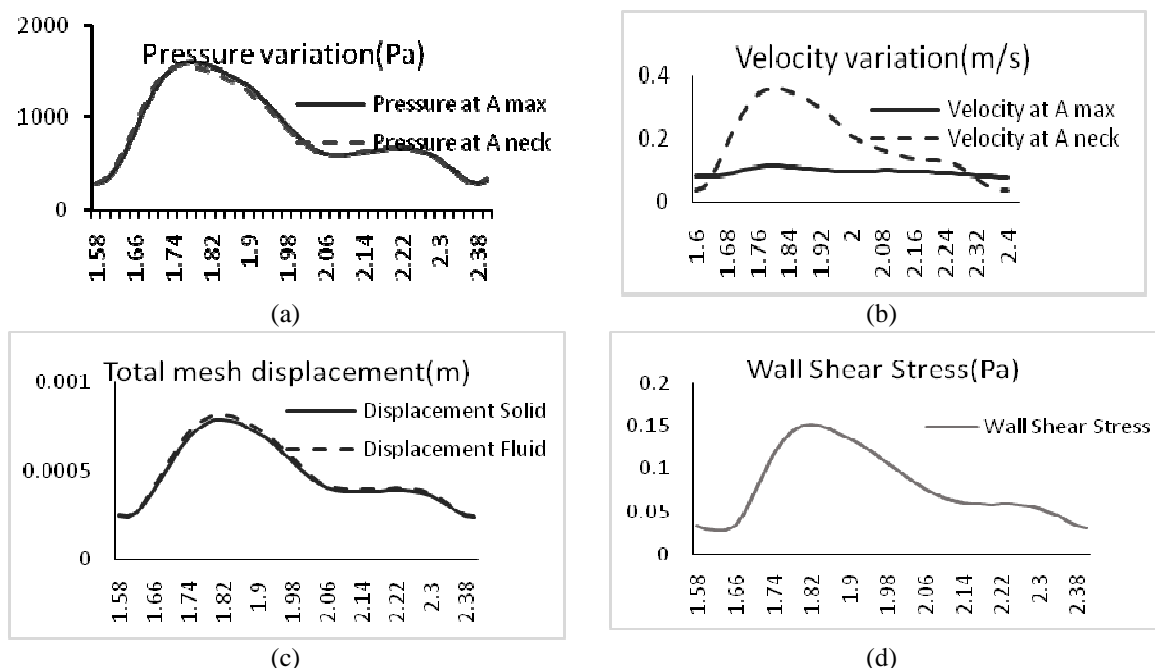 Pressure variation(Pa)
2000
1000
0
Pressure at A max
Pressure at A neck
1.58 1.66 1.74 1.82 1.9 1.98 2.06 2.14 2.22 2.3 2.38
(a)
Velocity variation(m/s)
0.4
0.2
0
Velocity at A max
Velocity at A neck
1.6 1.68 1.76 1.84 1.92 2 2.08 2.16 2.24 2.32 2.4
(b)
Total mesh displacement(m)
0.001
0.0005
0
Displacement Solid
Displacement Fluid
1.58 1.66 1.74 1.82 1.9 1.98 2.06 2.14 2.22 2.3 2.38
(c)
Wall Shear Stress(Pa)
0.2
0.15
0.1
0.05
0
Wall Shear Stress
1.58 1.66 1.74 1.82 1.9 1.98 2.06 2.14 2.22 2.3 2.38
(d)